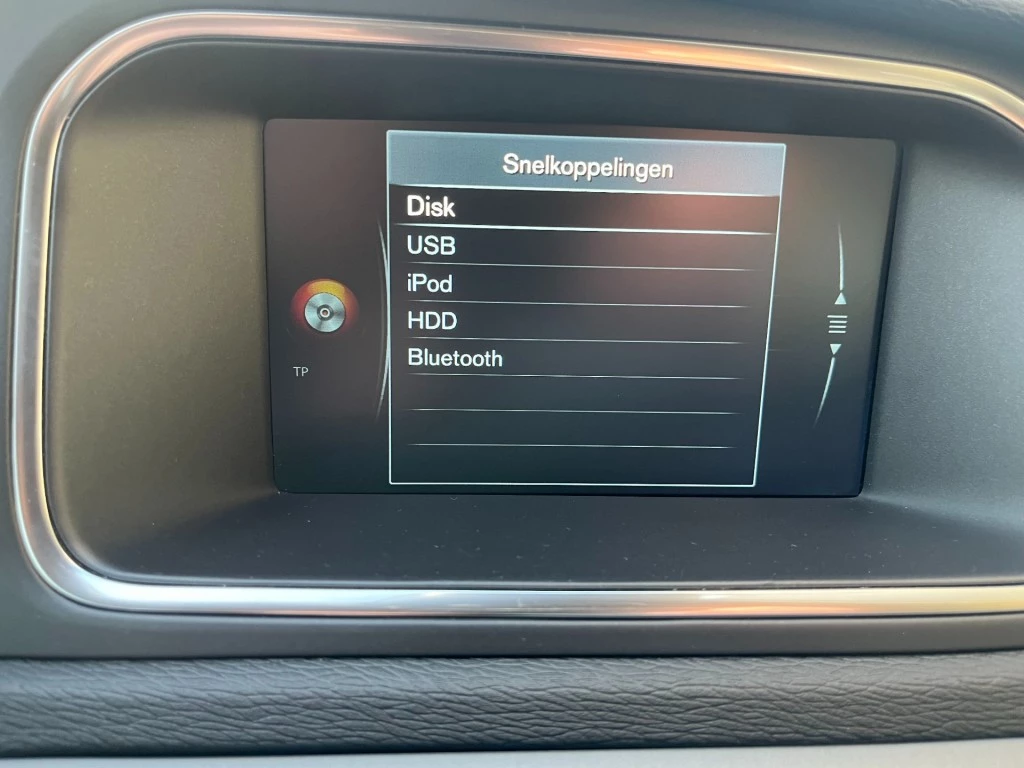 Snelkoppelingen
Disk
USB
iPod
HDD
Bluetooth
TP